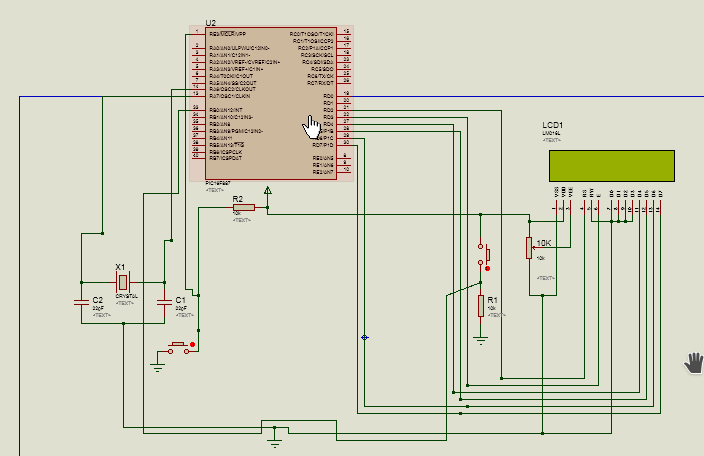 U2
RE3/MCLR/VPP
RA0/AN0/ULPWU/C12IN0-
RA1/AN1/C12IN1-
RA2/AN2/VREF-/CVREF/C2IN+
RA3/AN3/VREF+/C1IN+
RA4/T0CKI/C1OUT
RA5/AN4/SS/C2OUT
RA6/OSC2/CLKOUT
RA7/OSC1/CLKIN
RB0/AN12/INT
RB1/AN10/C12IN3-
RB2/AN8
RB3/AN9/PGM/C12IN2-
RB4/AN11
RB5/AN13/T1G
RB6/ICSPCLK
RB7/ICSPDAT
RC0/T1OSO/T1CKI
RC1/T1OSI/CCP2
RC2/P1A/CCP1
RC3/SCK/SCL
RC4/SDI/SDA
RC5/SDO
RC6/TX/CK
RC7/RX/DT
RD0
RD1
RD2
RD3
RD4
RD7/P1D
RE0/AN5
RE1/AN6
RE2/AN7
PIC16F887
<TEXT>
R2
10k
<TEXT>
X1
CRYSTAL
<TEXT>
C2
22pF
<TEXT>
C1
22pF
<TEXT>
R1
10k
<TEXT>
10K
10k
<TEXT>
LCD1
LM016L
<TEXT>
VSS
VDD
VEE
RS
RW
E
D0
D1
D2
D3
D4
D5
D6
D7